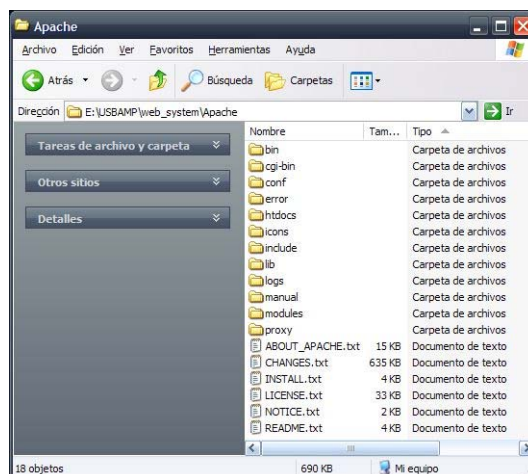 Apache
Archivo Edición Ver Favoritos Herramientas Ayuda
Atrás Búsqueda Carpetas
Dirección E:\USBAMP\web_system\Apache Ir
Tareas de archivo y carpeta
Otros sitios
Detalles
Nombre Tam... Tipo
bin Carpeta de archivos
cgi-bin Carpeta de archivos
conf Carpeta de archivos
error Carpeta de archivos
htdocs Carpeta de archivos
icons Carpeta de archivos
include Carpeta de archivos
lib Carpeta de archivos
logs Carpeta de archivos
manual Carpeta de archivos
modules Carpeta de archivos
proxy Carpeta de archivos
ABOUT_APACHE.txt 15 KB Documento de texto
CHANGES.txt 635 KB Documento de texto
INSTALL.txt 4 KB Documento de texto
LICENSE.txt 33 KB Documento de texto
NOTICE.txt 2 KB Documento de texto
README.txt 4 KB Documento de texto
18 objetos 690 KB Mi equipo